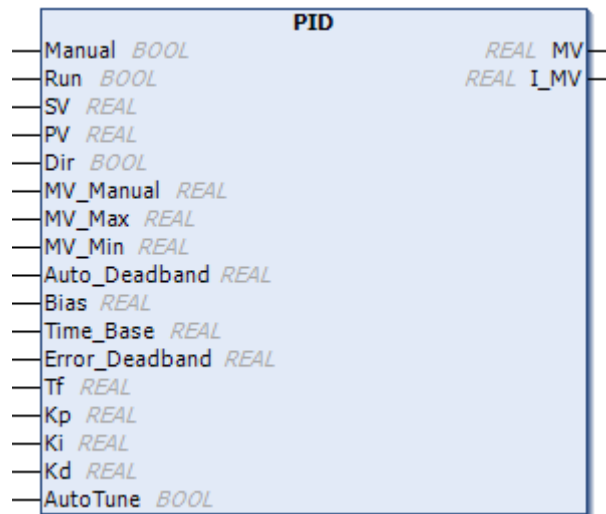 PID
Manual BOOL REAL MV
Run BOOL REAL I_MV
SV REAL
PV REAL
Dir BOOL
MV_Manual REAL
MV_Max REAL
MV_Min REAL
Auto_Deadband REAL
Bias REAL
Time_Base REAL
Error_Deadband REAL
Tf REAL
Kp REAL
Ki REAL
Kd REAL
AutoTune BOOL